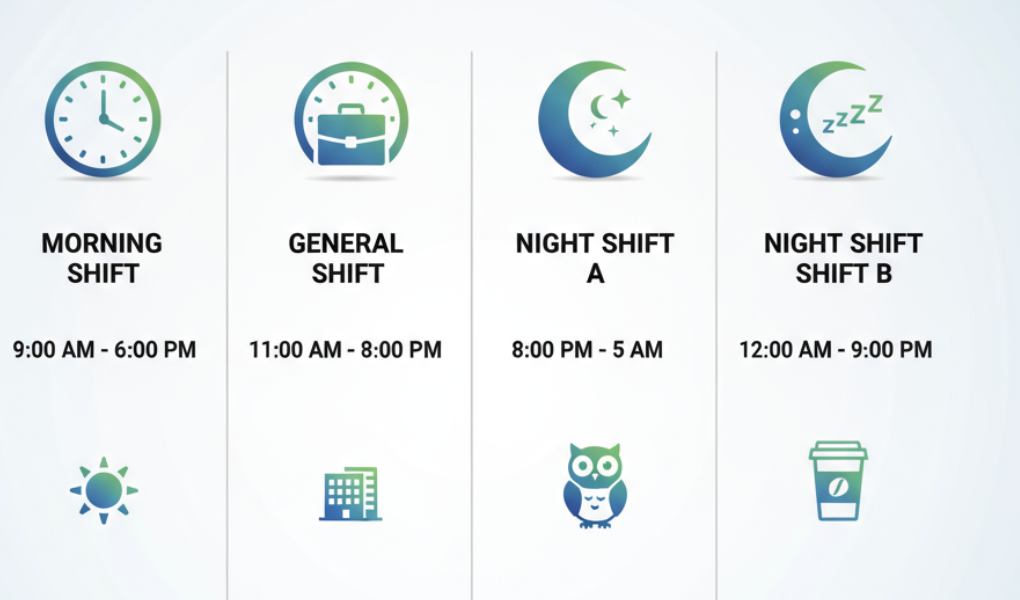 MORNING
SHIFT
9:00 AM - 6:00 PM
GENERAL
SHIFT
11:00 AM - 8:00 PM
NIGHT SHIFT
A
8:00 PM - 5 AM
zzzz
NIGHT SHIFT
SHIFT B
12:00 AM - 9:00 PM